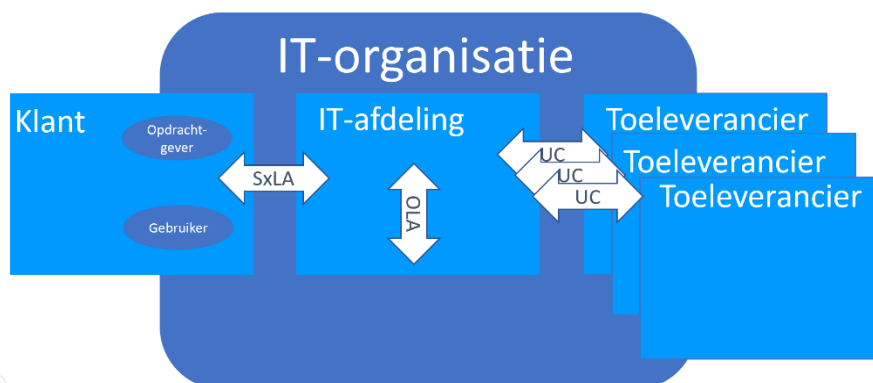 IT-organisatie
Klant
Opdracht-
gever
Gebruiker
SxLA
IT-afdeling
OLA
UC
UC
UC
Toeleverancier
Toeleverancier
Toeleverancier